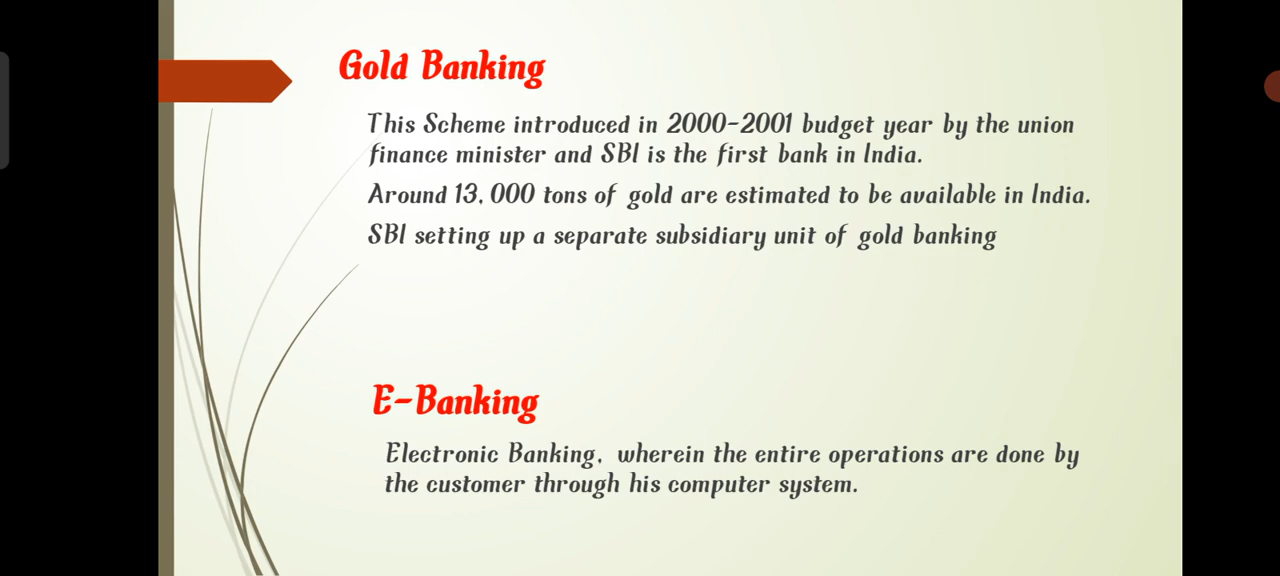 Gold Banking
This Scheme introduced in 2000-2001 budget year by the union
finance minister and SBI is the first bank in India.
Around 13, 000 tons of gold are estimated to be available in India.
SBI setting up a separate subsidiary unit of gold banking
E-Banking
Electronic Banking, wherein the entire operations are done by
the customer through his computer system.